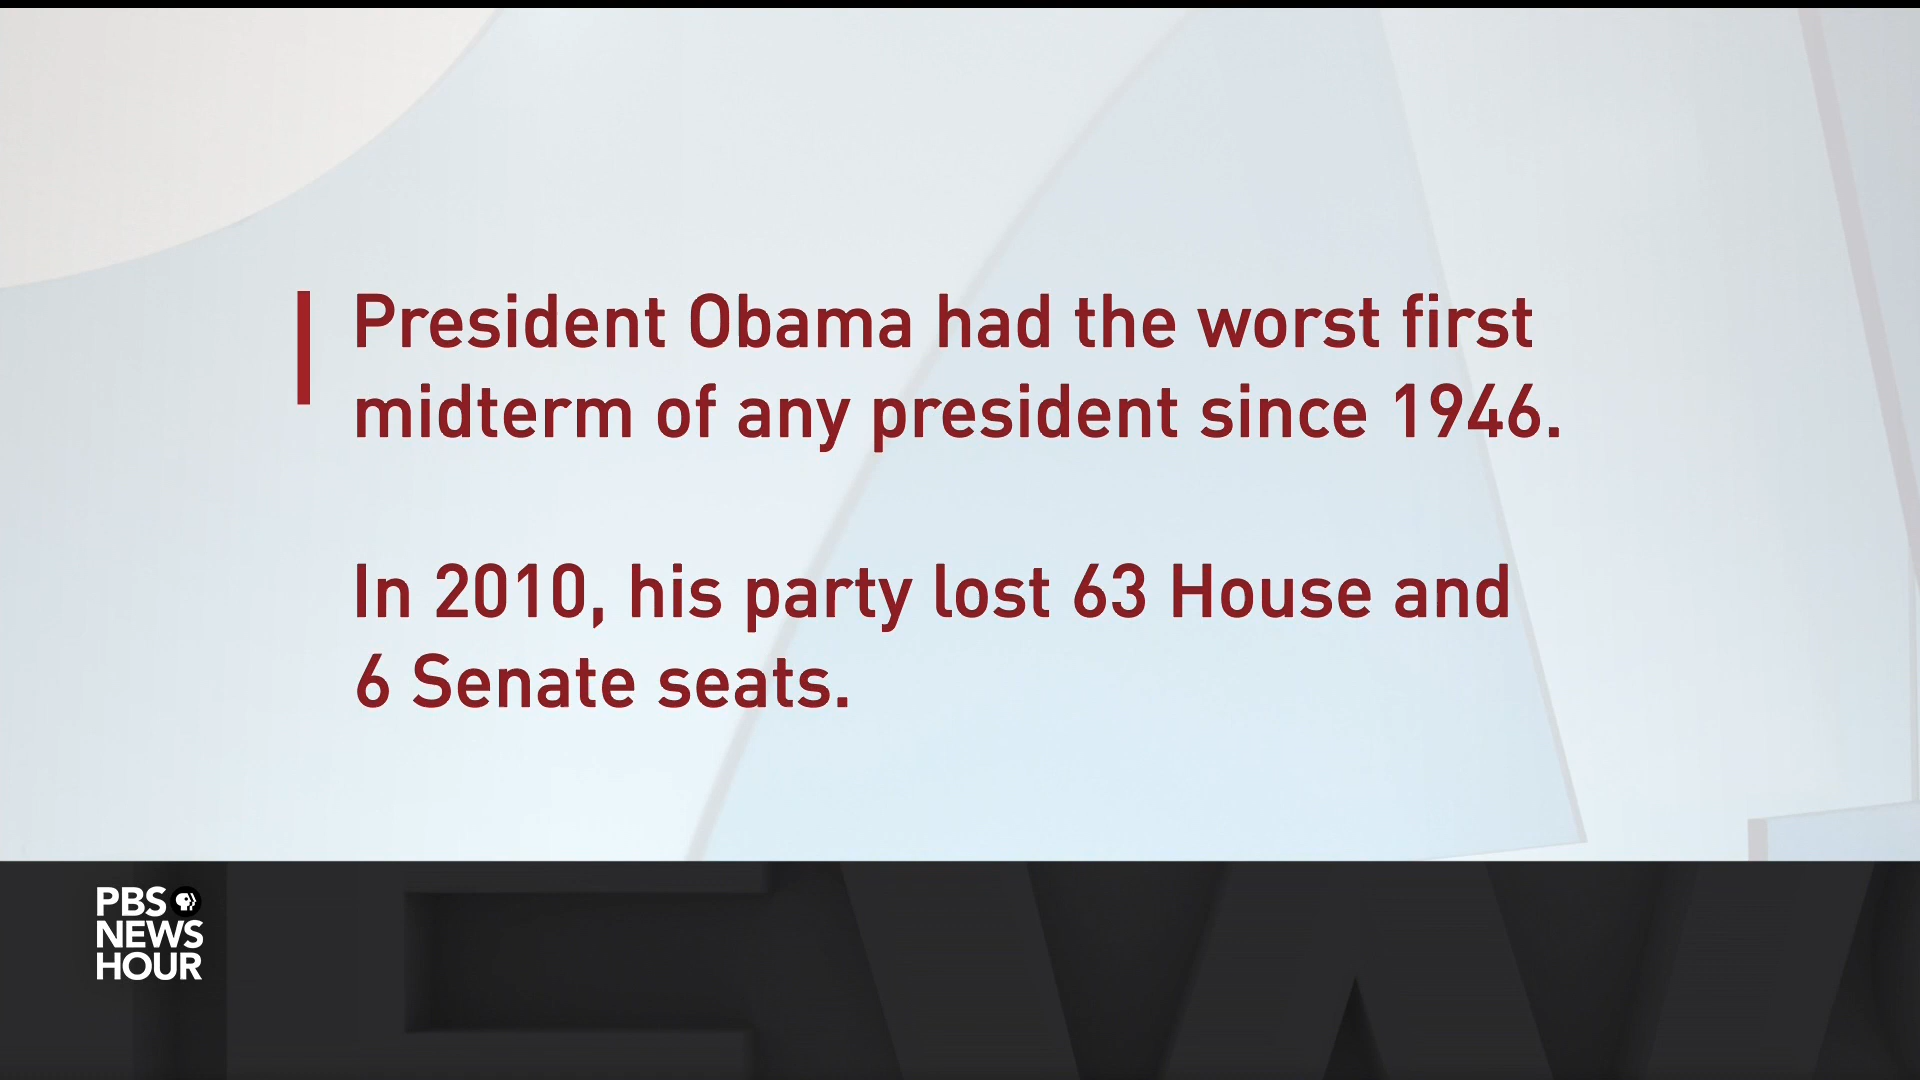 President Obama had the worst first
midterm of any president since 1946.
In 2010, his party lost 63 House and
6 Senate seats.
PBS
NEWS
HOUR